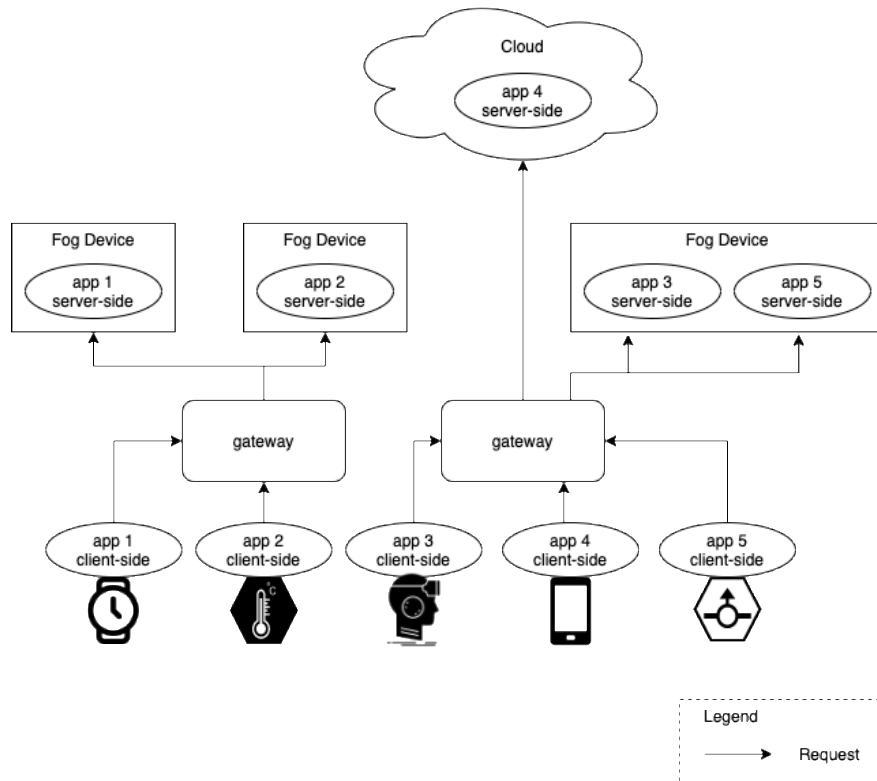 Cloud
app 4
server-side
Fog Device
app 1
server-side
Fog Device
app 2
server-side
Fog Device
app 3
server-side
app 5
server-side
gateway
gateway
app 1
client-side
app 2
client-side
app 3
client-side
app 4
client-side
app 5
client-side
°C
Legend
Request